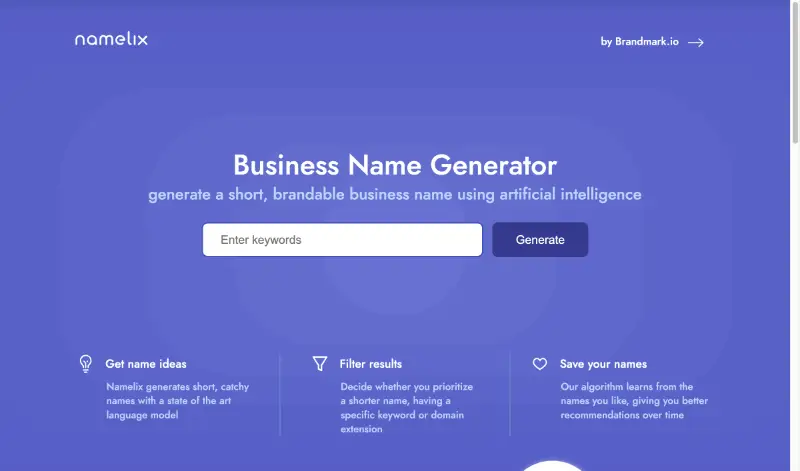 namelix
by Brandmark.io
Business Name Generator
generate a short, brandable business name using artificial intelligence
Enter keywords
Generate
Get name ideas
Namelix generates short, catchy
names with a state of the art
language model
Filter results
Decide whether you prioritize
a shorter name, having a
specific keyword or domain
extension
Save your names
Our algorithm learns from the
names you like, giving you better
recommendations over time